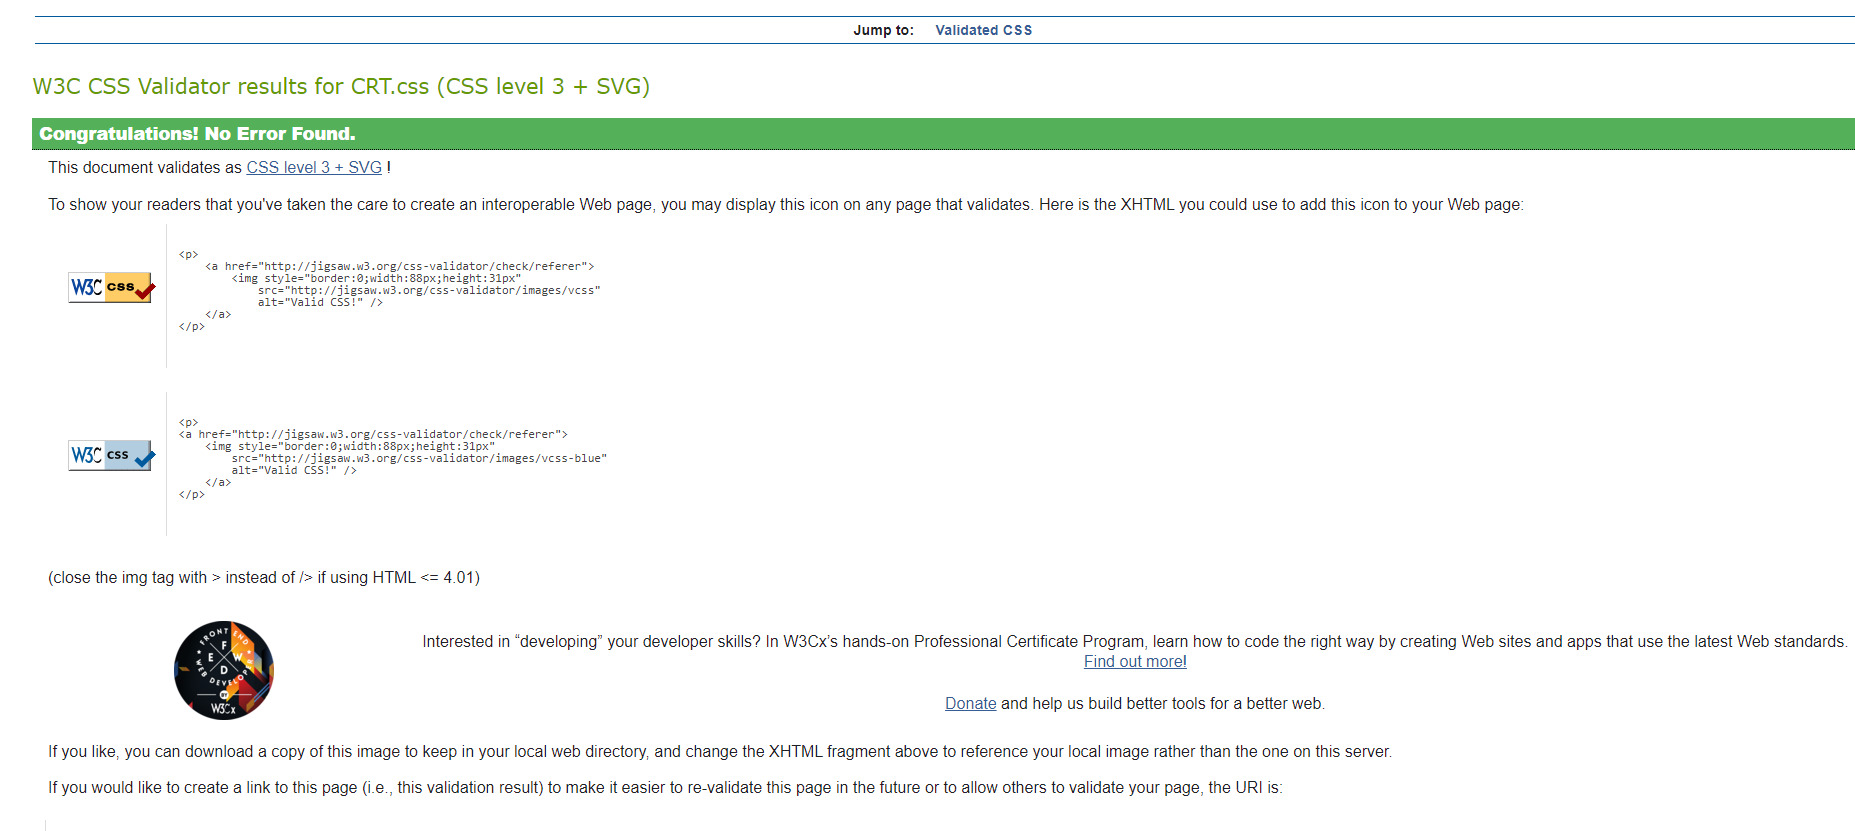 Jump to: Validated CSS
W3C CSS Validator results for CRT.css (CSS level 3 + SVG)
Congratulations! No Error Found.
This document validates as CSS level 3 + SVG !
To show your readers that you've taken the care to create an interoperable Web page, you may display this icon on any page that validates. Here is the XHTML you could use to add this icon to your Web page:
W3C css
<p>
<a href="http://jigsaw.w3.org/css-validator/check/referer">
<img style="border:0;width:88px;height:31px"
src="http://jigsaw.w3.org/css-validator/images/vcss"
alt="Valid CSS!" />
</a>
</p>
W3C css
<p>
<a href="http://jigsaw.w3.org/css-validator/check/referer">
<img style="border:0;width:88px;height:31px"
src="http://jigsaw.w3.org/css-validator/images/vcss-blue"
alt="Valid CSS!" />
</a>
</p>
(close the img tag with > instead of /> if using HTML <= 4.01)
FRONT END
WEB DEVELOPER
F
E W
D
W3Cx
Interested in “developing” your developer skills? In W3Cx’s hands-on Professional Certificate Program, learn how to code the right way by creating Web sites and apps that use the latest Web standards.
Find out more!
Donate and help us build better tools for a better web.
If you like, you can download a copy of this image to keep in your local web directory, and change the XHTML fragment above to reference your local image rather than the one on this server.
If you would like to create a link to this page (i.e., this validation result) to make it easier to re-validate this page in the future or to allow others to validate your page, the URI is: